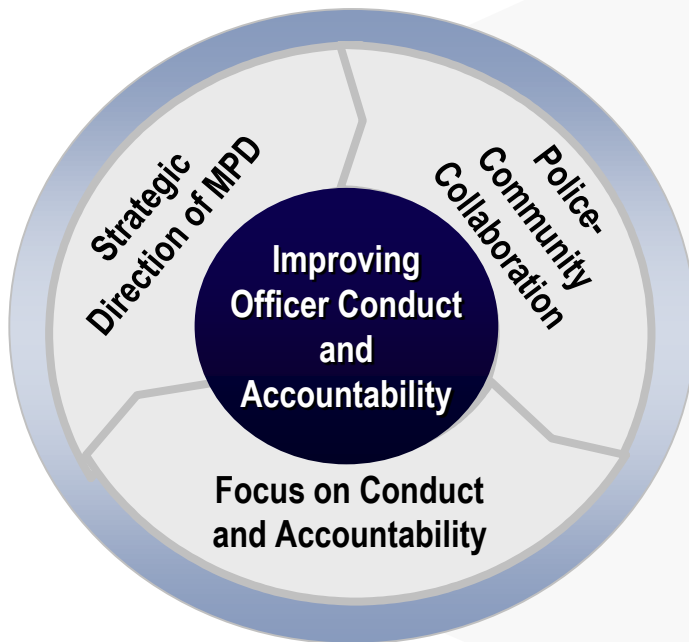 Strategic
Direction of MPD
Police-
Community
Collaboration
Improving
Officer Conduct
and
Accountability
Focus on Conduct
and Accountability